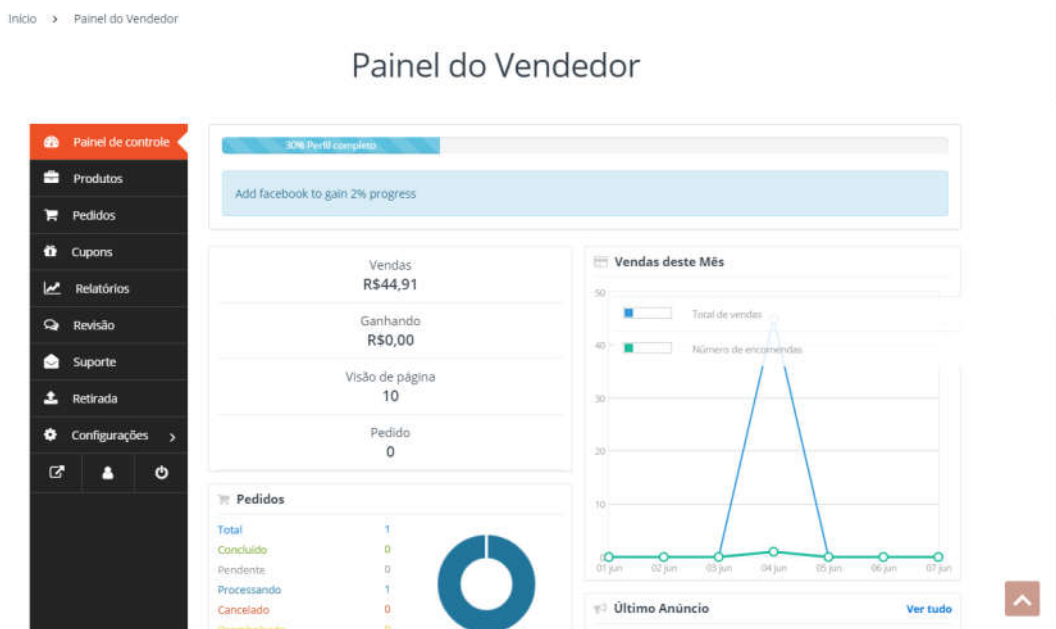 Início > Painel do Vendedor
Painel do Vendedor
Painel de controle
Produtos
Pedidos
Cupons
Relatórios
Revisão
Suporte
Retirada
Configurações >
30% Perfil completo
Add facebook to gain 2% progress
Vendas
R$44,91
Ganhando
R$0,00
Visão de página
10
Pedido
0
Pedidos
Total 1
Concluído 0
Pendente 0
Processando 1
Cancelado 0
Vendas deste Mês
Total de vendas
Número de encomendas
50
40
30
20
10
0
01 jun 02 jun 03 jun 04 jun 05 jun 06 jun 07 jun
Último Anúncio Ver tudo